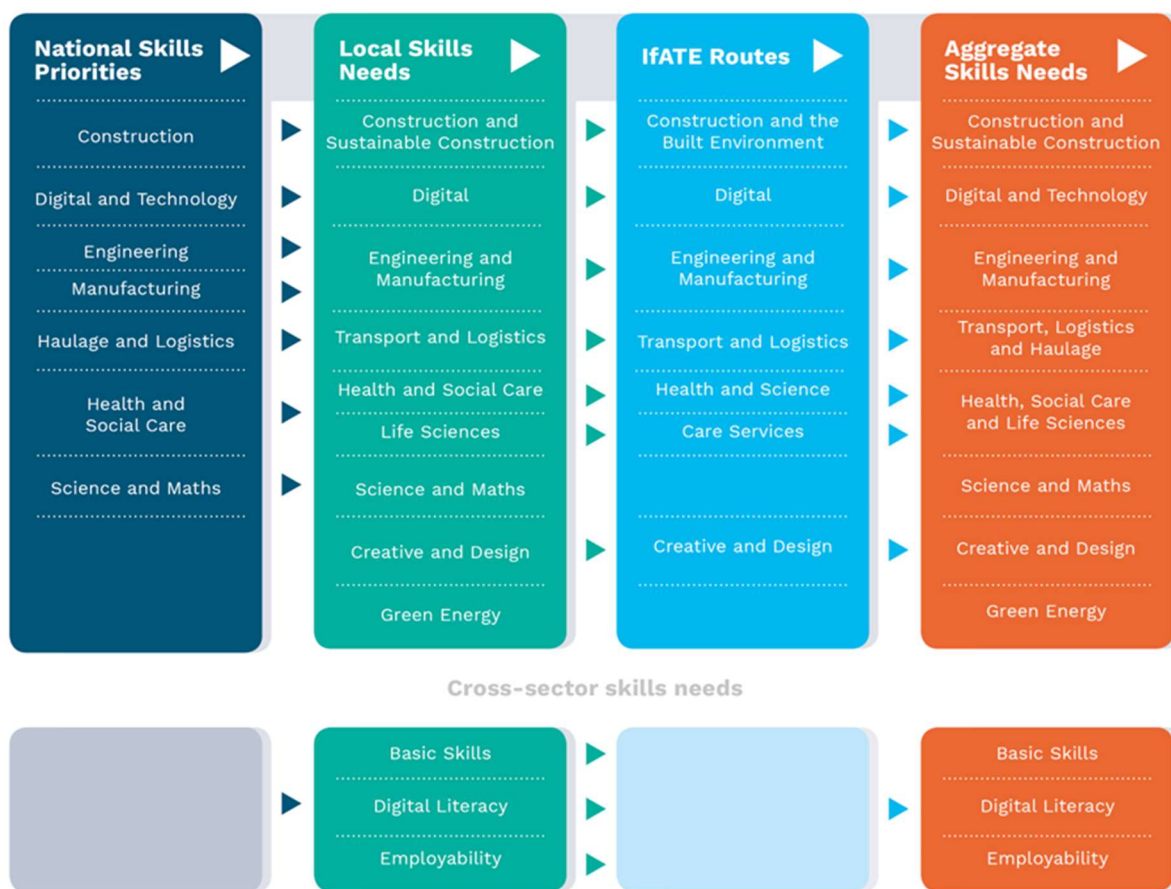 National Skills
Priorities
Construction
Digital and Technology
Engineering
Manufacturing
Haulage and Logistics
Health and
Social Care
Science and Maths
Local Skills
Needs
Construction and
Sustainable Construction
Digital
Engineering and
Manufacturing
Transport and Logistics
Health and Social Care
Life Sciences
Science and Maths
Creative and Design
Green Energy
IfATE Routes
Construction and the
Built Environment
Digital
Engineering and
Manufacturing
Transport and Logistics
Health and Science
Care Services
Creative and Design
Aggregate
Skills Needs
Construction and
Sustainable Construction
Digital and Technology
Engineering and
Manufacturing
Transport, Logistics
and Haulage
Health, Social Care
and Life Sciences
Science and Maths
Creative and Design
Green Energy
Cross-sector skills needs
Basic Skills
Digital Literacy
Employability
Basic Skills
Digital Literacy
Employability